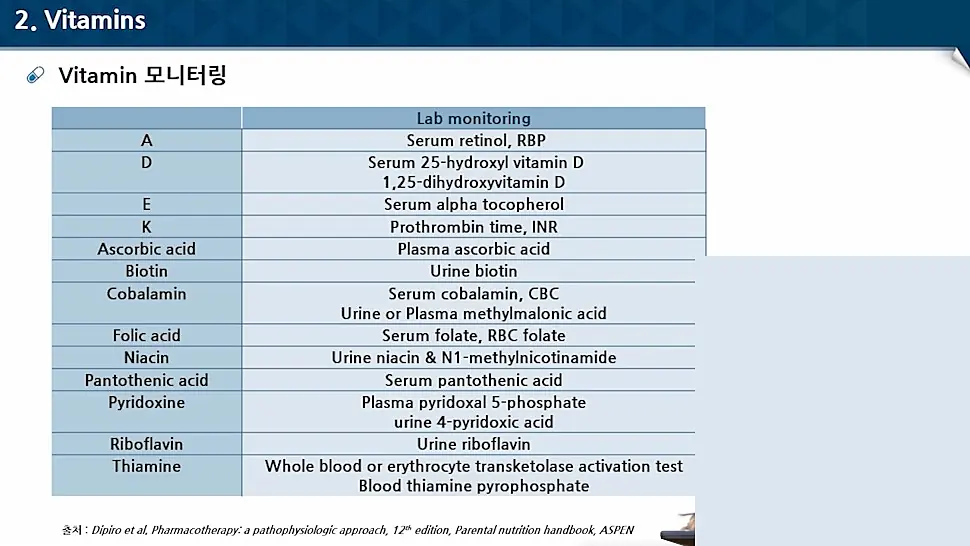 2. Vitamins
Vitamin 모니터링
Lab monitoring
A Serum retinol, RBP
D Serum 25-hydroxyl vitamin D
1,25-dihydroxyvitamin D
E Serum alpha tocopherol
K Prothrombin time, INR
Ascorbic acid Plasma ascorbic acid
Biotin Urine biotin
Cobalamin Serum cobalamin, CBC
Urine or Plasma methylmalonic acid
Folic acid Serum folate, RBC folate
Niacin Urine niacin & N1-methylnicotinamide
Pantothenic acid Serum pantothenic acid
Pyridoxine Plasma pyridoxal 5-phosphate
urine 4-pyridoxic acid
Riboflavin Urine riboflavin
Thiamine Whole blood or erythrocyte transketolase activation test
Blood thiamine pyrophosphate
출처 : Dipiro et al, Pharmacotherapy: a pathophysiologic approach, 12th edition, Parental nutrition handbook, ASPEN